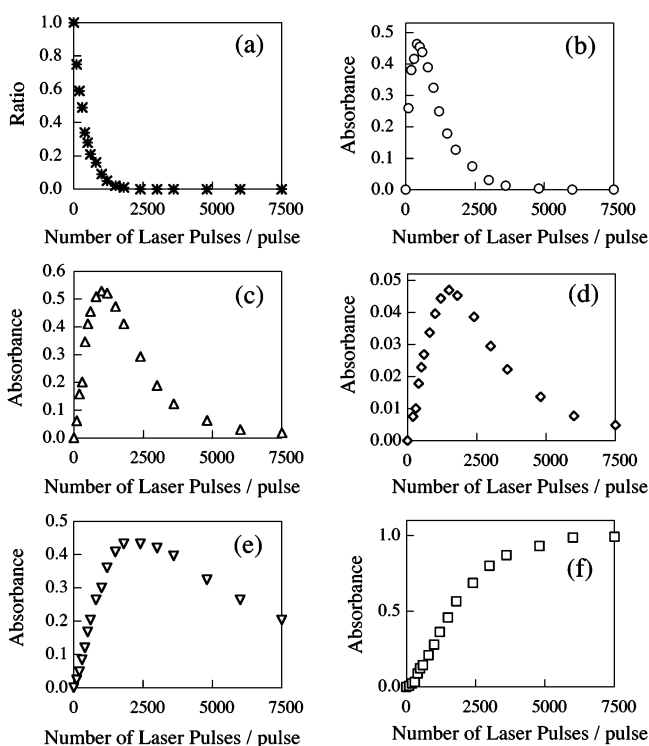 (a)
Ratio
1.0
0.8
0.6
0.4
0.2
0.0
0 2500 5000 7500
Number of Laser Pulses / pulse
(b)
Absorbance
0.5
0.4
0.3
0.2
0.1
0.0
0 2500 5000 7500
Number of Laser Pulses / pulse
(c)
Absorbance
0.6
0.5
0.4
0.3
0.2
0.1
0.0
0 2500 5000 7500
Number of Laser Pulses / pulse
(d)
Absorbance
0.05
0.04
0.03
0.02
0.01
0.00
0 2500 5000 7500
Number of Laser Pulses / pulse
(e)
Absorbance
0.5
0.4
0.3
0.2
0.1
0.0
0 2500 5000 7500
Number of Laser Pulses / pulse
(f)
Absorbance
1.0
0.5
0.0
0 2500 5000 7500
Number of Laser Pulses / pulse